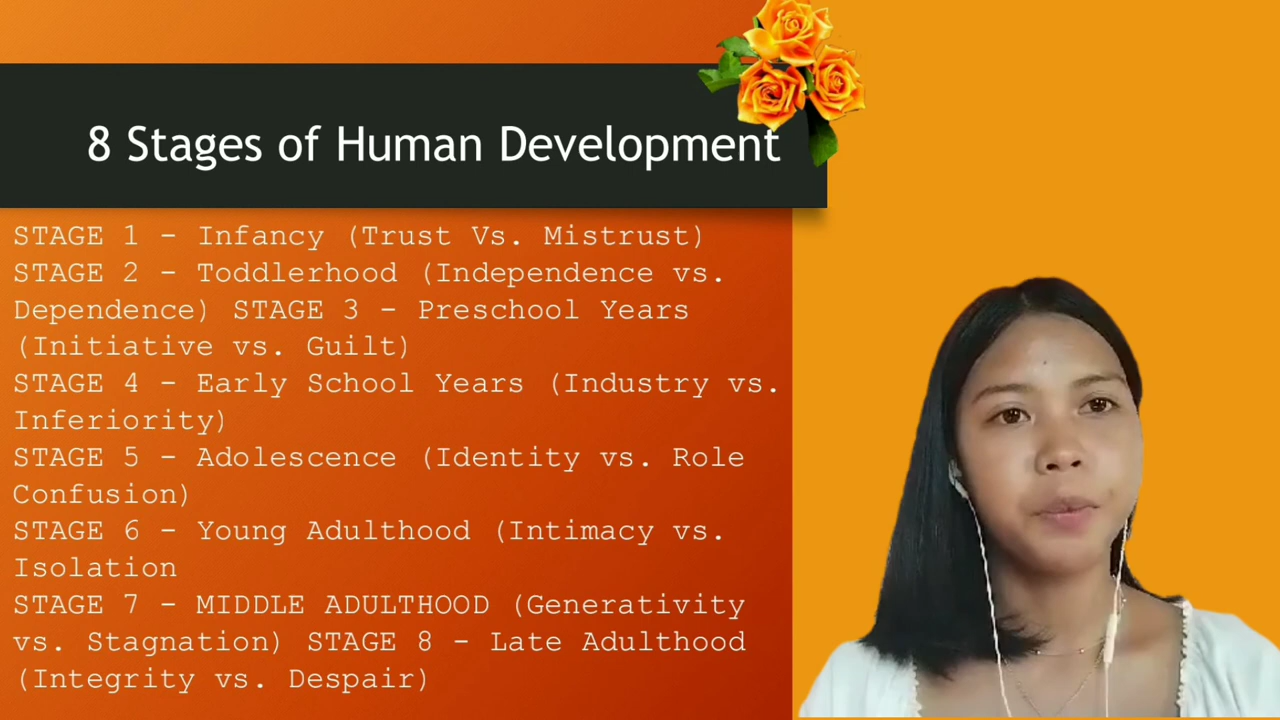 8 Stages of Human Development
STAGE 1 - Infancy (Trust Vs. Mistrust)
STAGE 2 - Toddlerhood (Independence vs.
Dependence) STAGE 3 - Preschool Years
(Initiative vs. Guilt)
STAGE 4 - Early School Years (Industry vs.
Inferiority)
STAGE 5 - Adolescence (Identity vs. Role
Confusion)
STAGE 6 - Young Adulthood (Intimacy vs.
Isolation
STAGE 7 - MIDDLE ADULTHOOD (Generativity
vs. Stagnation) STAGE 8 - Late Adulthood
(Integrity vs. Despair)